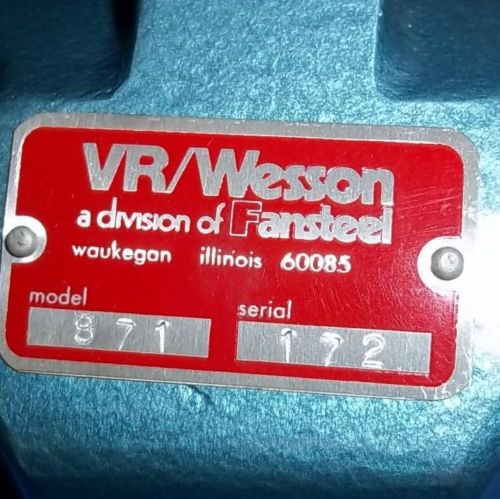 VR/Wesson
a division of Fansteel
waukegan illinois 60085
model serial
871 172